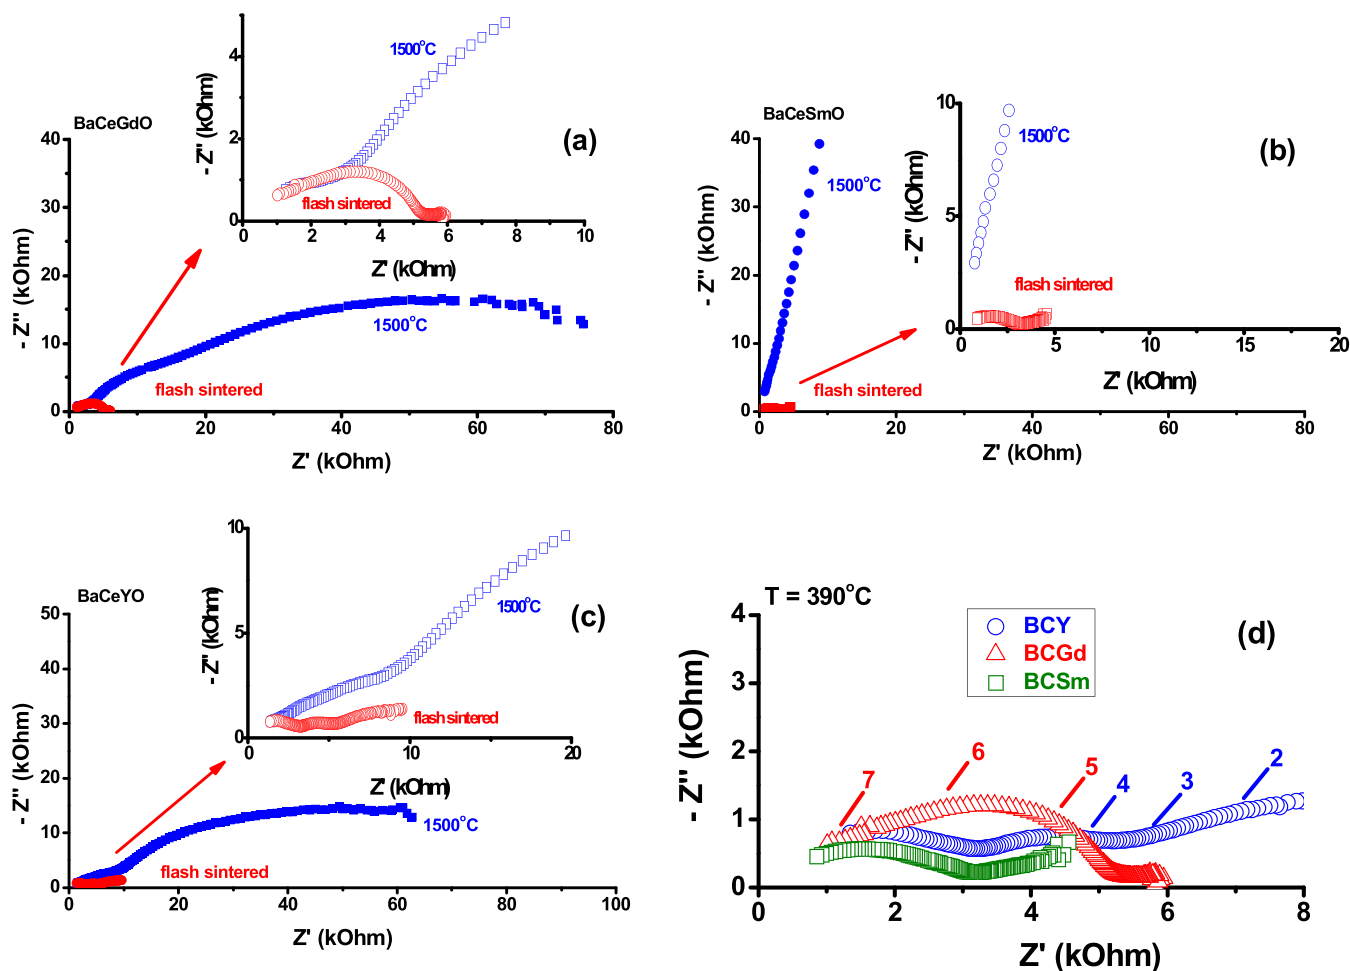 BaCeGdO
(a)
- Z'' (kOhm)
40
30
20
10
0
0
20
40
60
80
Z' (kOhm)
1500°C
flash sintered
- Z'' (kOhm)
4
2
0
2
4
6
8
10
Z' (kOhm)
1500°C
flash sintered
BaCeSmO
(b)
- Z'' (kOhm)
40
30
20
10
0
0
20
40
60
80
Z' (kOhm)
1500°C
flash sintered
- Z'' (kOhm)
10
5
0
0
5
10
15
20
Z' (kOhm)
1500°C
flash sintered
BaCeYO
(c)
- Z'' (kOhm)
50
40
30
20
10
0
0
20
40
60
80
100
Z' (kOhm)
1500°C
flash sintered
- Z'' (kOhm)
10
5
0
0
10
20
Z' (kOhm)
1500°C
flash sintered
T = 390°C
(d)
BCY
BCGd
BCSm
- Z'' (kOhm)
4
3
2
1
0
0
2
4
6
8
Z' (kOhm)
7
6
5
4
3
2